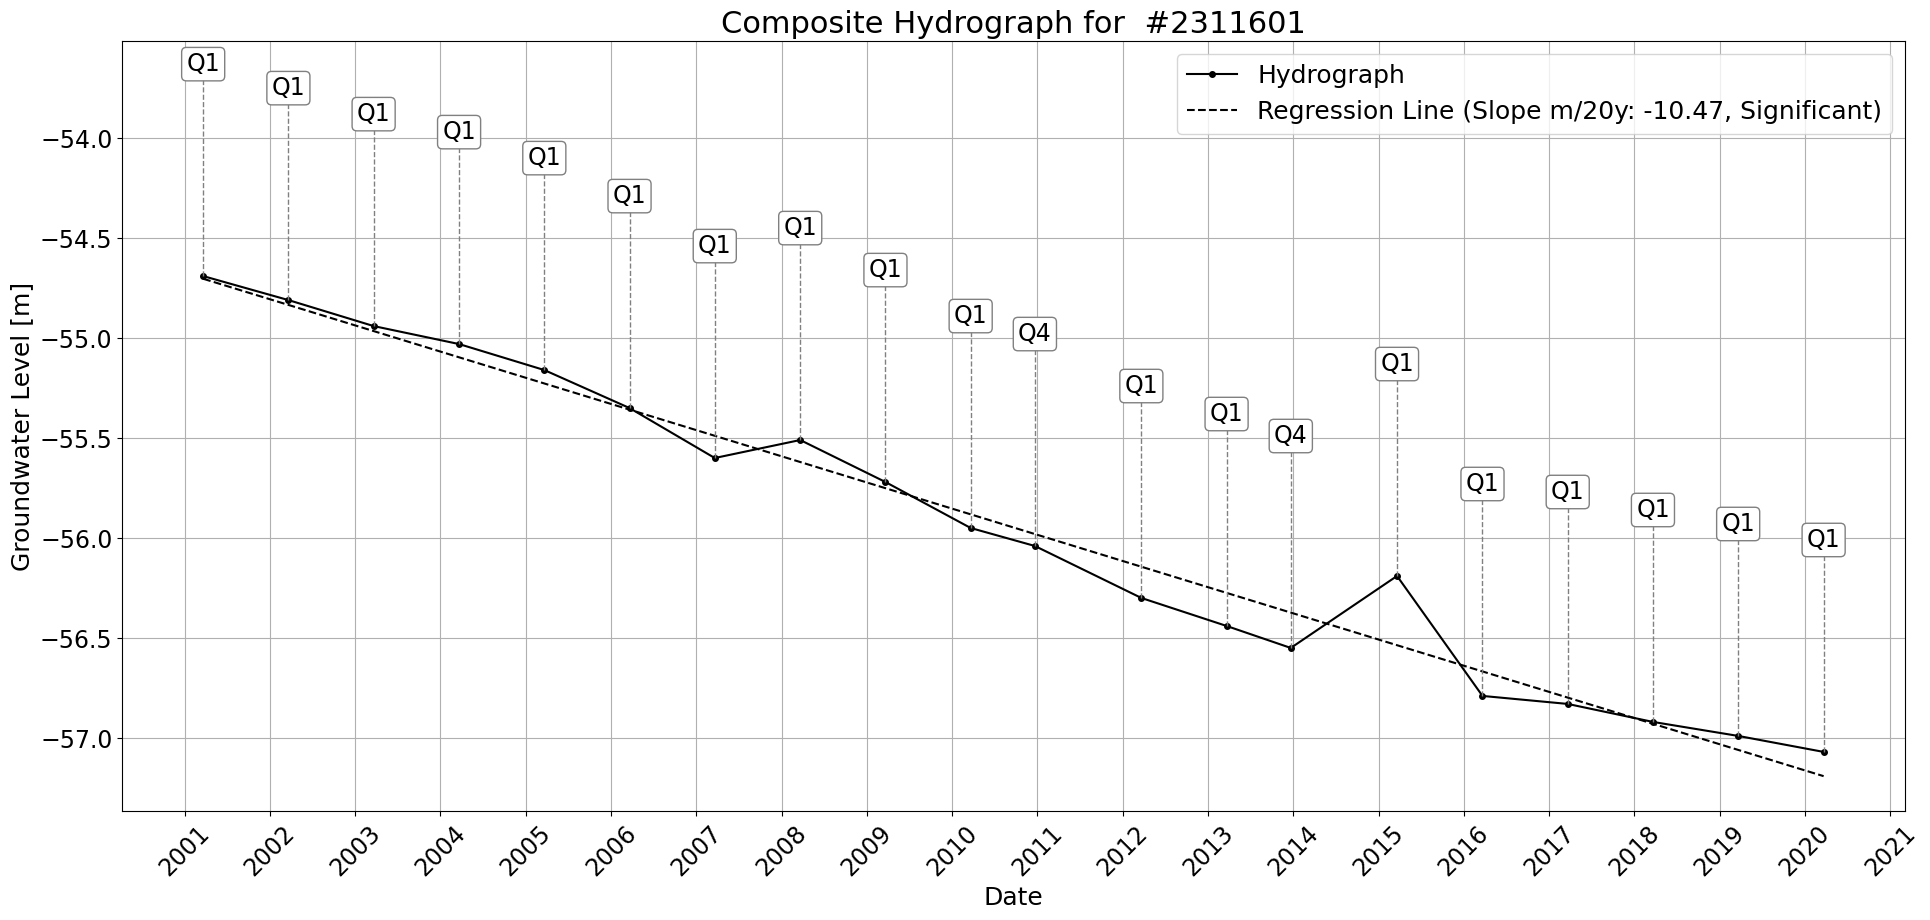 Composite Hydrograph for #2311601
Hydrograph
Regression Line (Slope m/20y: -10.47, Significant)
Q1
Q1
Q1
Q1
Q1
Q1
Q1
Q1
Q1
Q1
Q4
Q1
Q1
Q4
Q1
Q1
Q1
Q1
Q1
Q1
Groundwater Level [m]
−54.0
−54.5
−55.0
−55.5
−56.0
−56.5
−57.0
2001
2002
2003
2004
2005
2006
2007
2008
2009
2010
2011
2012
2013
2014
2015
2016
2017
2018
2019
2020
2021
Date